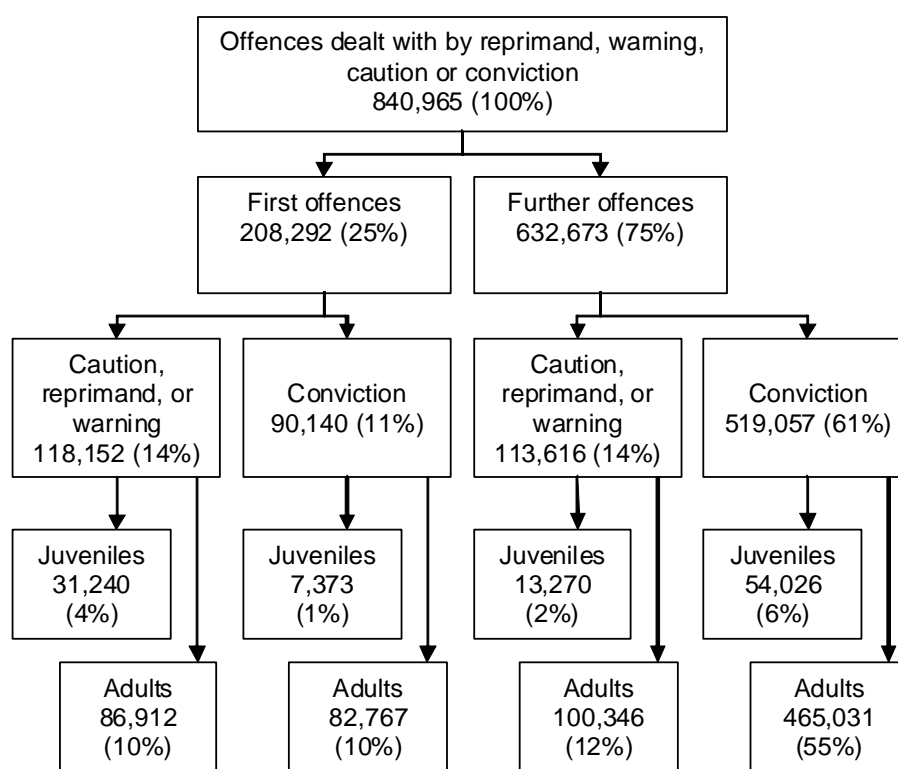 Offences dealt with by reprimand, warning,
caution or conviction
840,965 (100%)
First offences
208,292 (25%)
Further offences
632,673 (75%)
Caution,
reprimand, or
warning
118,152 (14%)
Conviction
90,140 (11%)
Caution,
reprimand, or
warning
113,616 (14%)
Conviction
519,057 (61%)
Juveniles
31,240
(4%)
Juveniles
7,373
(1%)
Juveniles
13,270
(2%)
Juveniles
54,026
(6%)
Adults
86,912
(10%)
Adults
82,767
(10%)
Adults
100,346
(12%)
Adults
465,031
(55%)